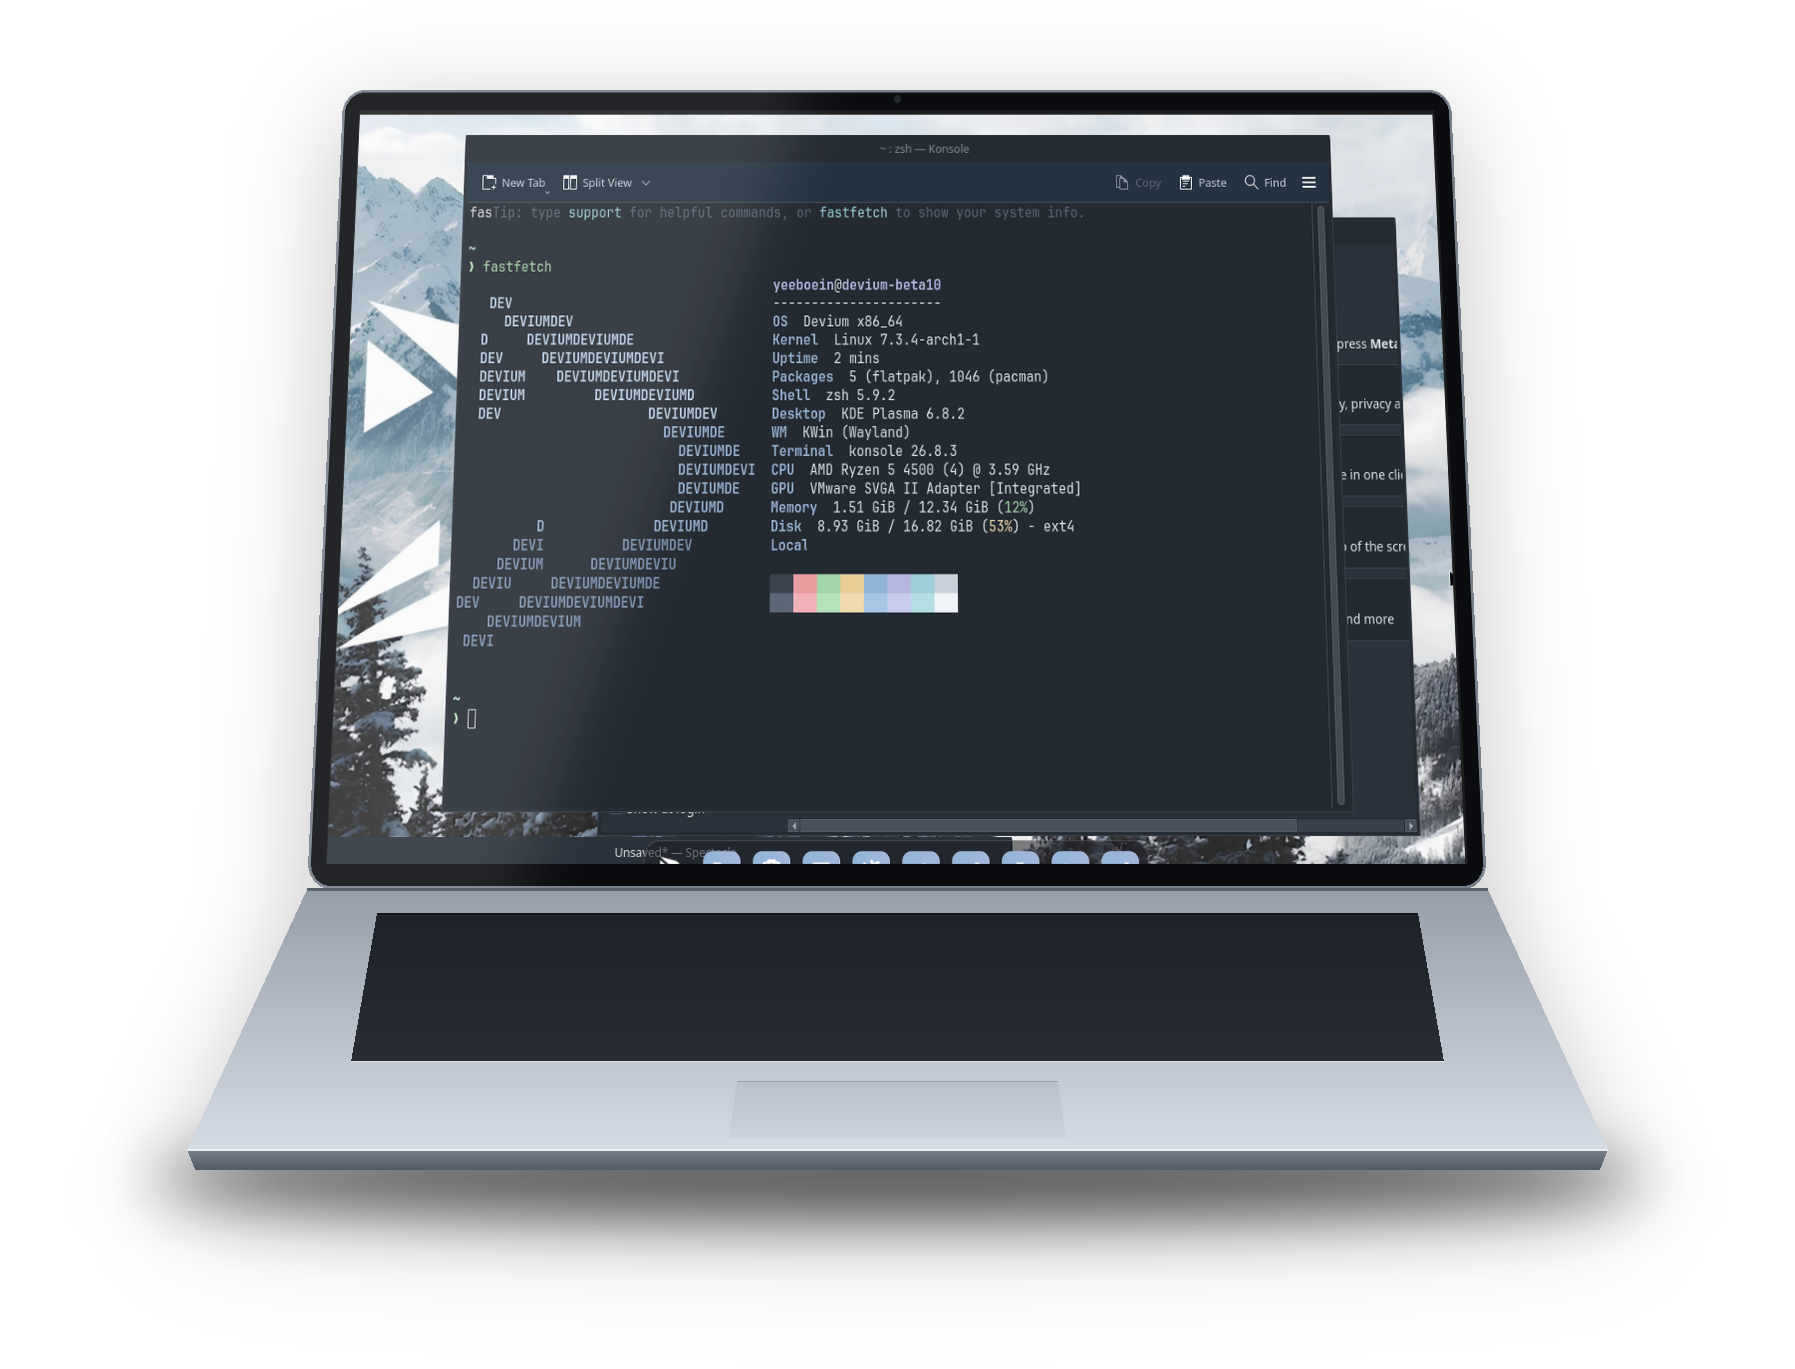 ~ : zsh — Konsole
New Tab Split View Copy Paste Find
fasTip: type support for helpful commands, or fastfetch to show your system info.
~
❯ fastfetch
yeeboein@devium-beta10
----------------------
DEV
DEVIUMDEV OS Devium x86_64
D DEVIUMDEVIUMDE Kernel Linux 7.3.4-arch1-1
DEV DEVIUMDEVIUMDEVI Uptime 2 mins
DEVIUM DEVIUMDEVIUMDEVI Packages 5 (flatpak), 1046 (pacman)
DEVIUM DEVIUMDEVIUMD Shell zsh 5.9.2
DEV DEVIUMDEV Desktop KDE Plasma 6.8.2
DEVIUMDE WM KWin (Wayland)
DEVIUMDE Terminal konsole 26.8.3
DEVIUMDEVI CPU AMD Ryzen 5 4500 (4) @ 3.59 GHz
DEVIUMDE GPU VMware SVGA II Adapter [Integrated]
DEVIUMD Memory 1.51 GiB / 12.34 GiB (12%)
D DEVIUMD Disk 8.93 GiB / 16.82 GiB (53%) - ext4
DEVI DEVIUMDEV Local
DEVIUM DEVIUMDEVIU
DEVIU DEVIUMDEVIUMDE
DEV DEVIUMDEVIUMDEVI
DEVIUMDEVIUM
DEVI
~
❯
press Meta
y, privacy a
e in one clic
of the scre
nd more
Unsaved* — Spectacle